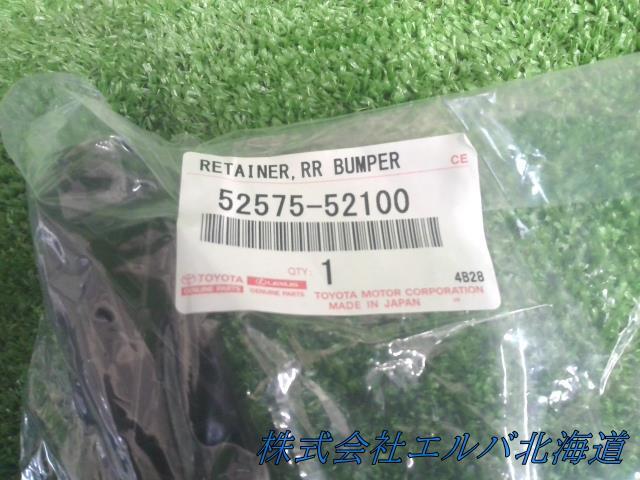 RETAINER, RR BUMPER
CE
52575-52100
QTY: 1
4B28
TOYOTA
GENUINE PARTS
LEXUS
GENUINE PARTS
TOYOTA MOTOR CORPORATION
MADE IN JAPAN
株式会社エルバ北海道